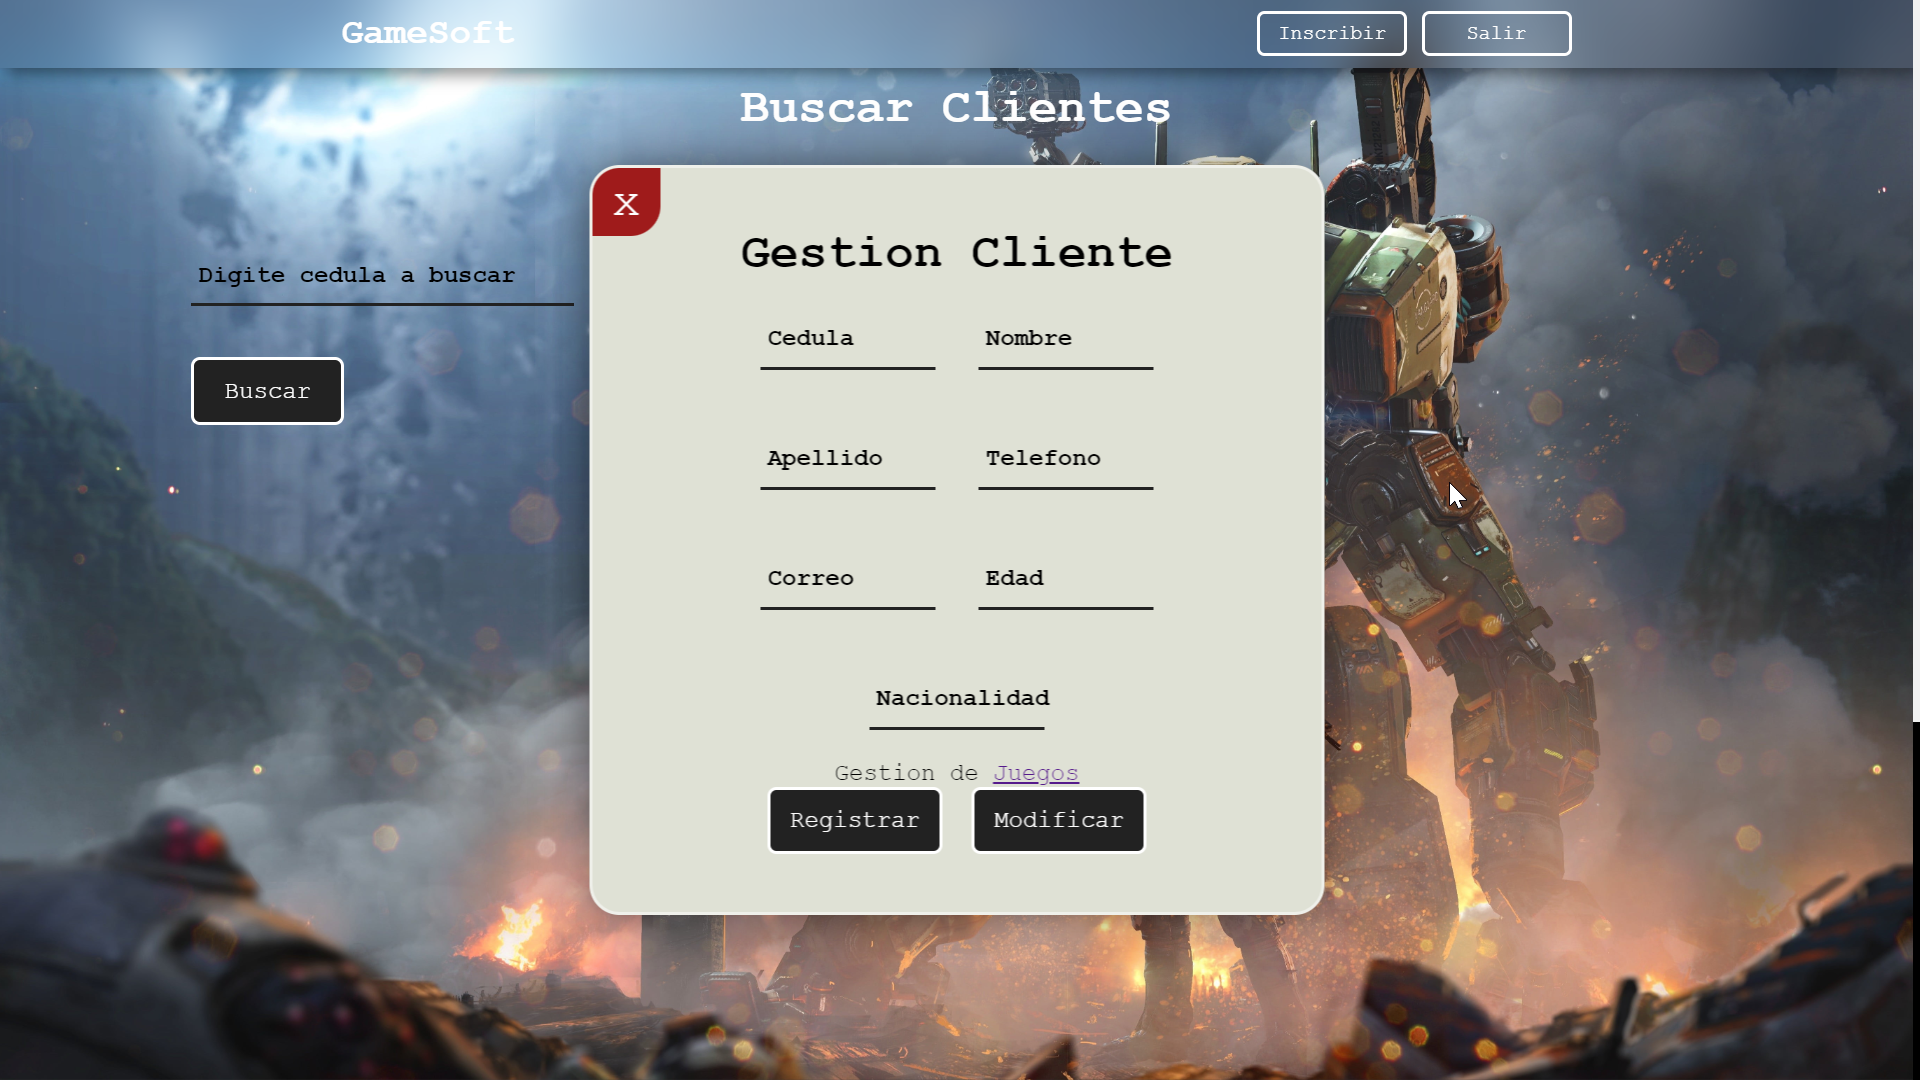 GameSoft
Inscribir
Salir
Buscar Clientes
X
Gestion Cliente
Digite cedula a buscar
Buscar
Cedula
Nombre
Apellido
Telefono
Correo
Edad
Nacionalidad
Gestion de Juegos
Registrar
Modificar